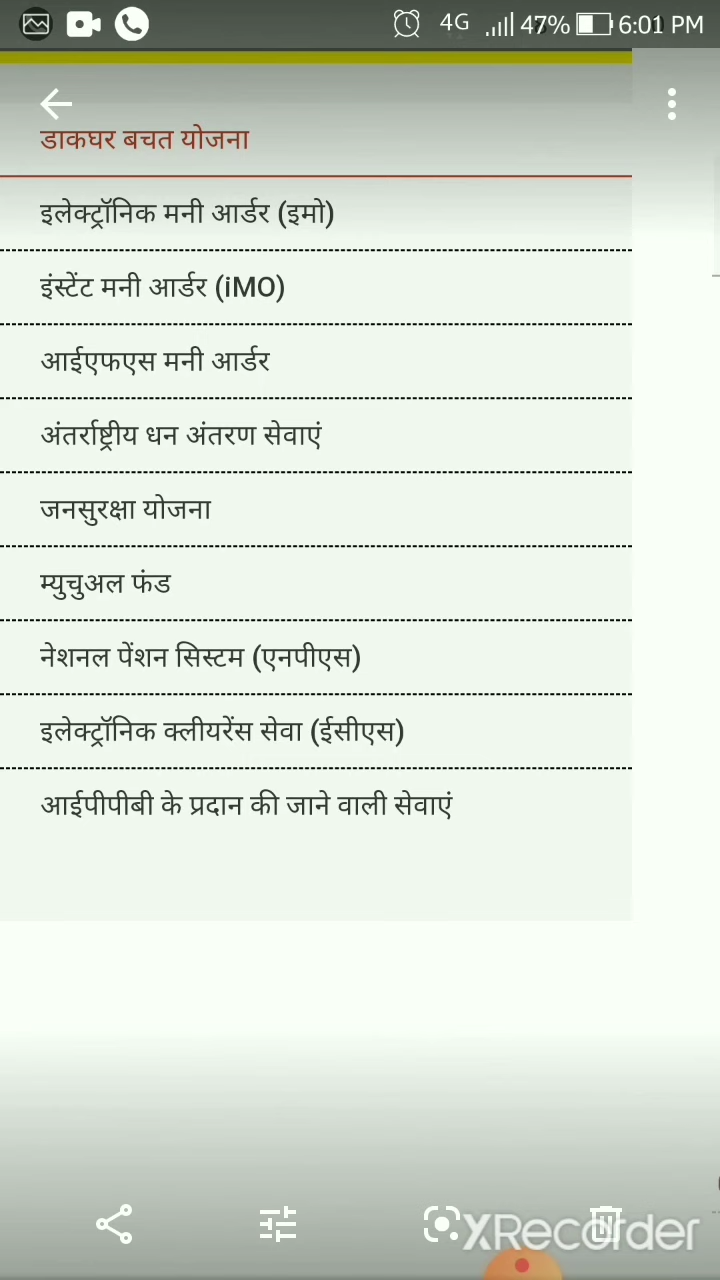 4G 47% 6:01 PM
डाकघर बचत योजना
इलेक्ट्रॉनिक मनी आर्डर (इमो)
इंस्टेंट मनी आर्डर (iMO)
आईएफएस मनी आर्डर
अंतर्राष्ट्रीय धन अंतरण सेवाएं
जनसुरक्षा योजना
म्युचुअल फंड
नेशनल पेंशन सिस्टम (एनपीएस)
इलेक्ट्रॉनिक क्लीयरेंस सेवा (ईसीएस)
आईपीपीबी के प्रदान की जाने वाली सेवाएं
XRecorder